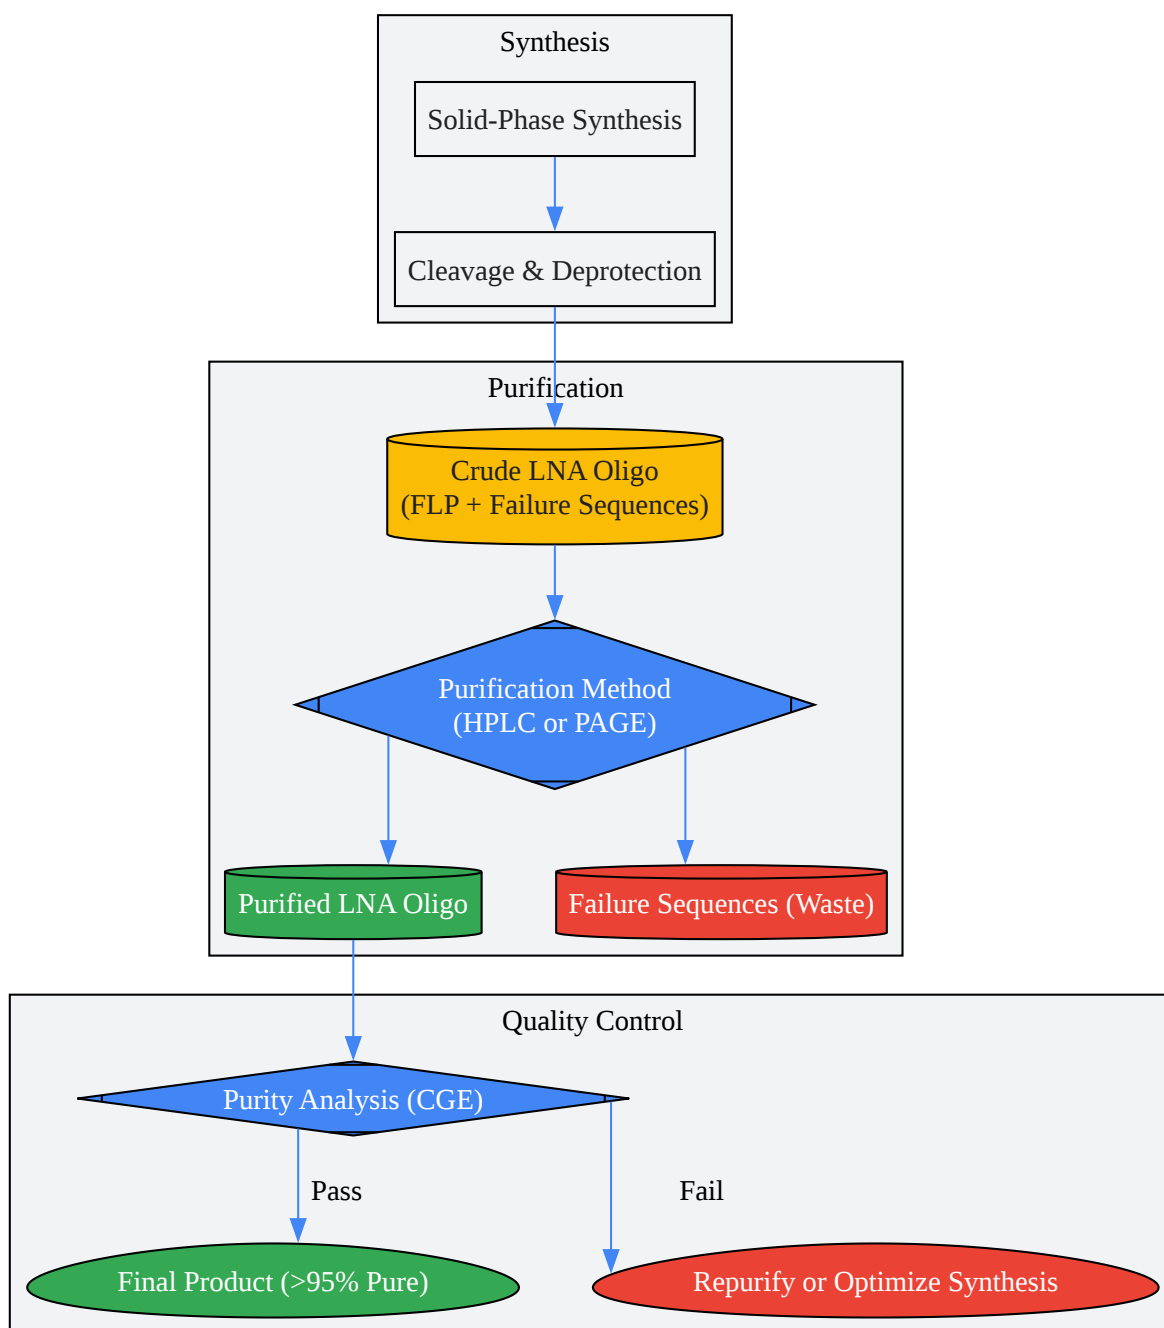 Synthesis
Solid-Phase Synthesis
Cleavage & Deprotection
Purification
Crude LNA Oligo
(FLP + Failure Sequences)
Purification Method
(HPLC or PAGE)
Purified LNA Oligo
Failure Sequences (Waste)
Quality Control
Purity Analysis (CGE)
Pass
Fail
Final Product (>95% Pure)
Repurify or Optimize Synthesis